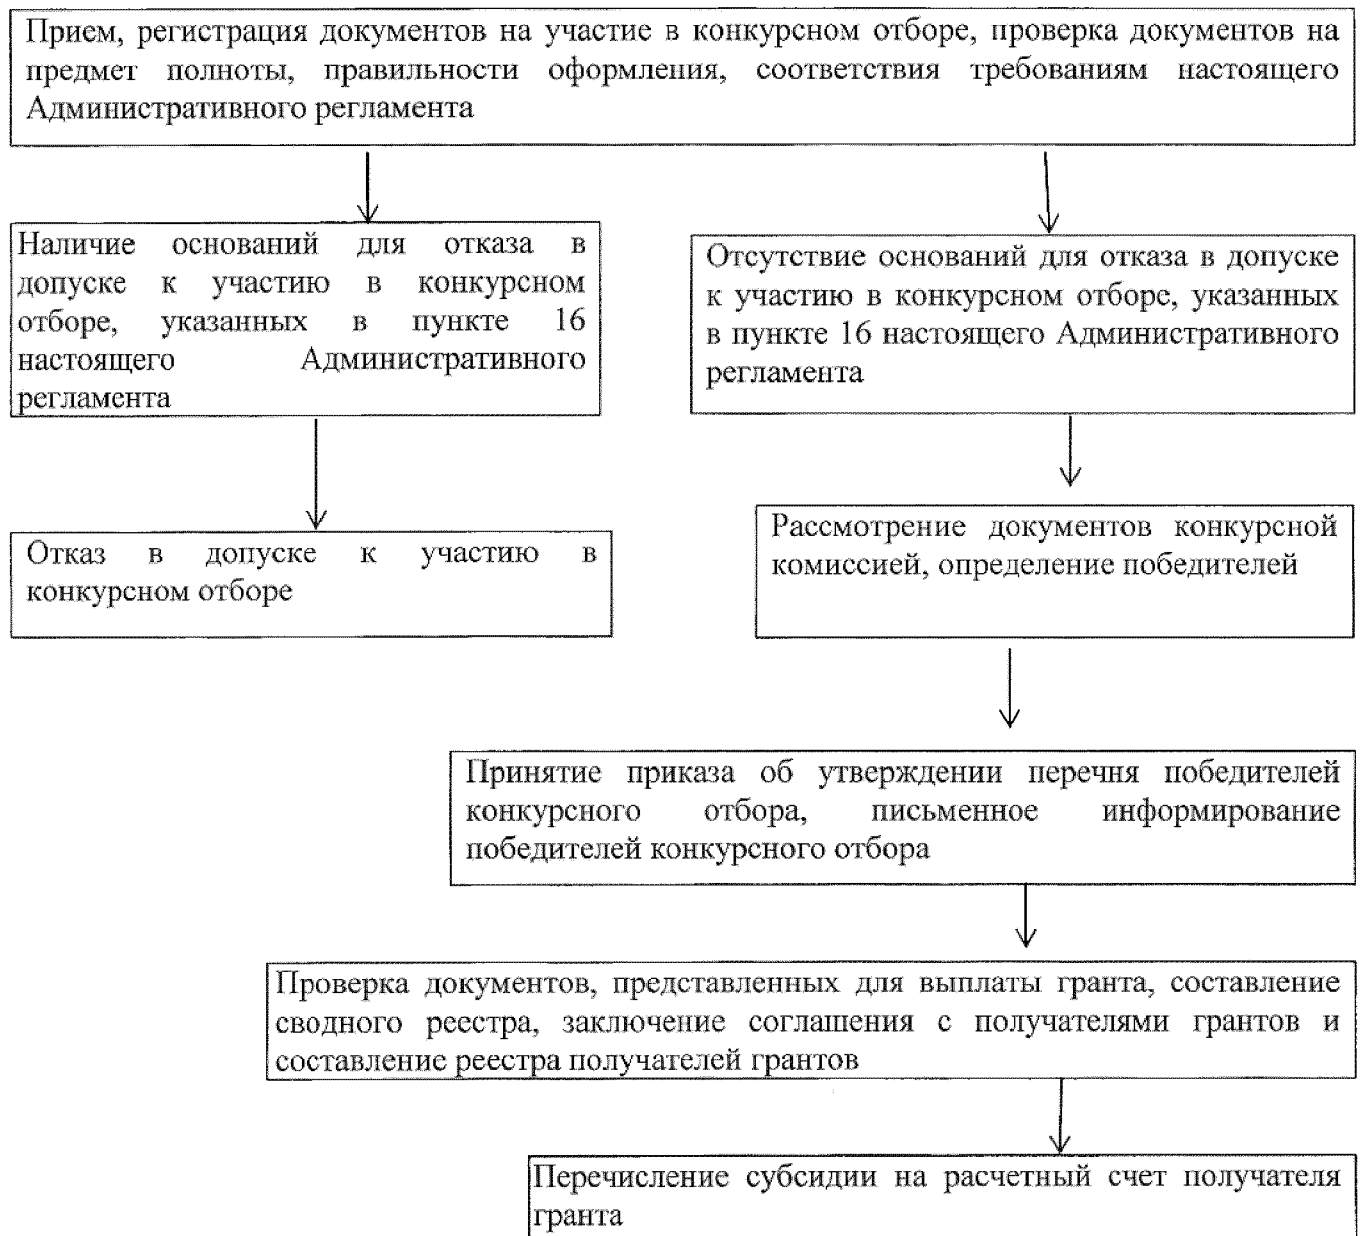 Прием, регистрация документов на участие в конкурсном отборе, проверка документов на
предмет полноты, правильности оформления, соответствия требованиям настоящего
Административного регламента
Наличие оснований для отказа в
допуске к участию в конкурсном
отборе, указанных в пункте 16
настоящего Административного
регламента
Отсутствие оснований для отказа в допуске
к участию в конкурсном отборе, указанных
в пункте 16 настоящего Административного
регламента
Отказ в допуске к участию в
конкурсном отборе
Рассмотрение документов конкурсной
комиссией, определение победителей
Принятие приказа об утверждении перечня победителей
конкурсного отбора, письменное информирование
победителей конкурсного отбора
Проверка документов, представленных для выплаты гранта, составление
сводного реестра, заключение соглашения с получателями грантов и
составление реестра получателей грантов
Перечисление субсидии на расчетный счет получателя
гранта